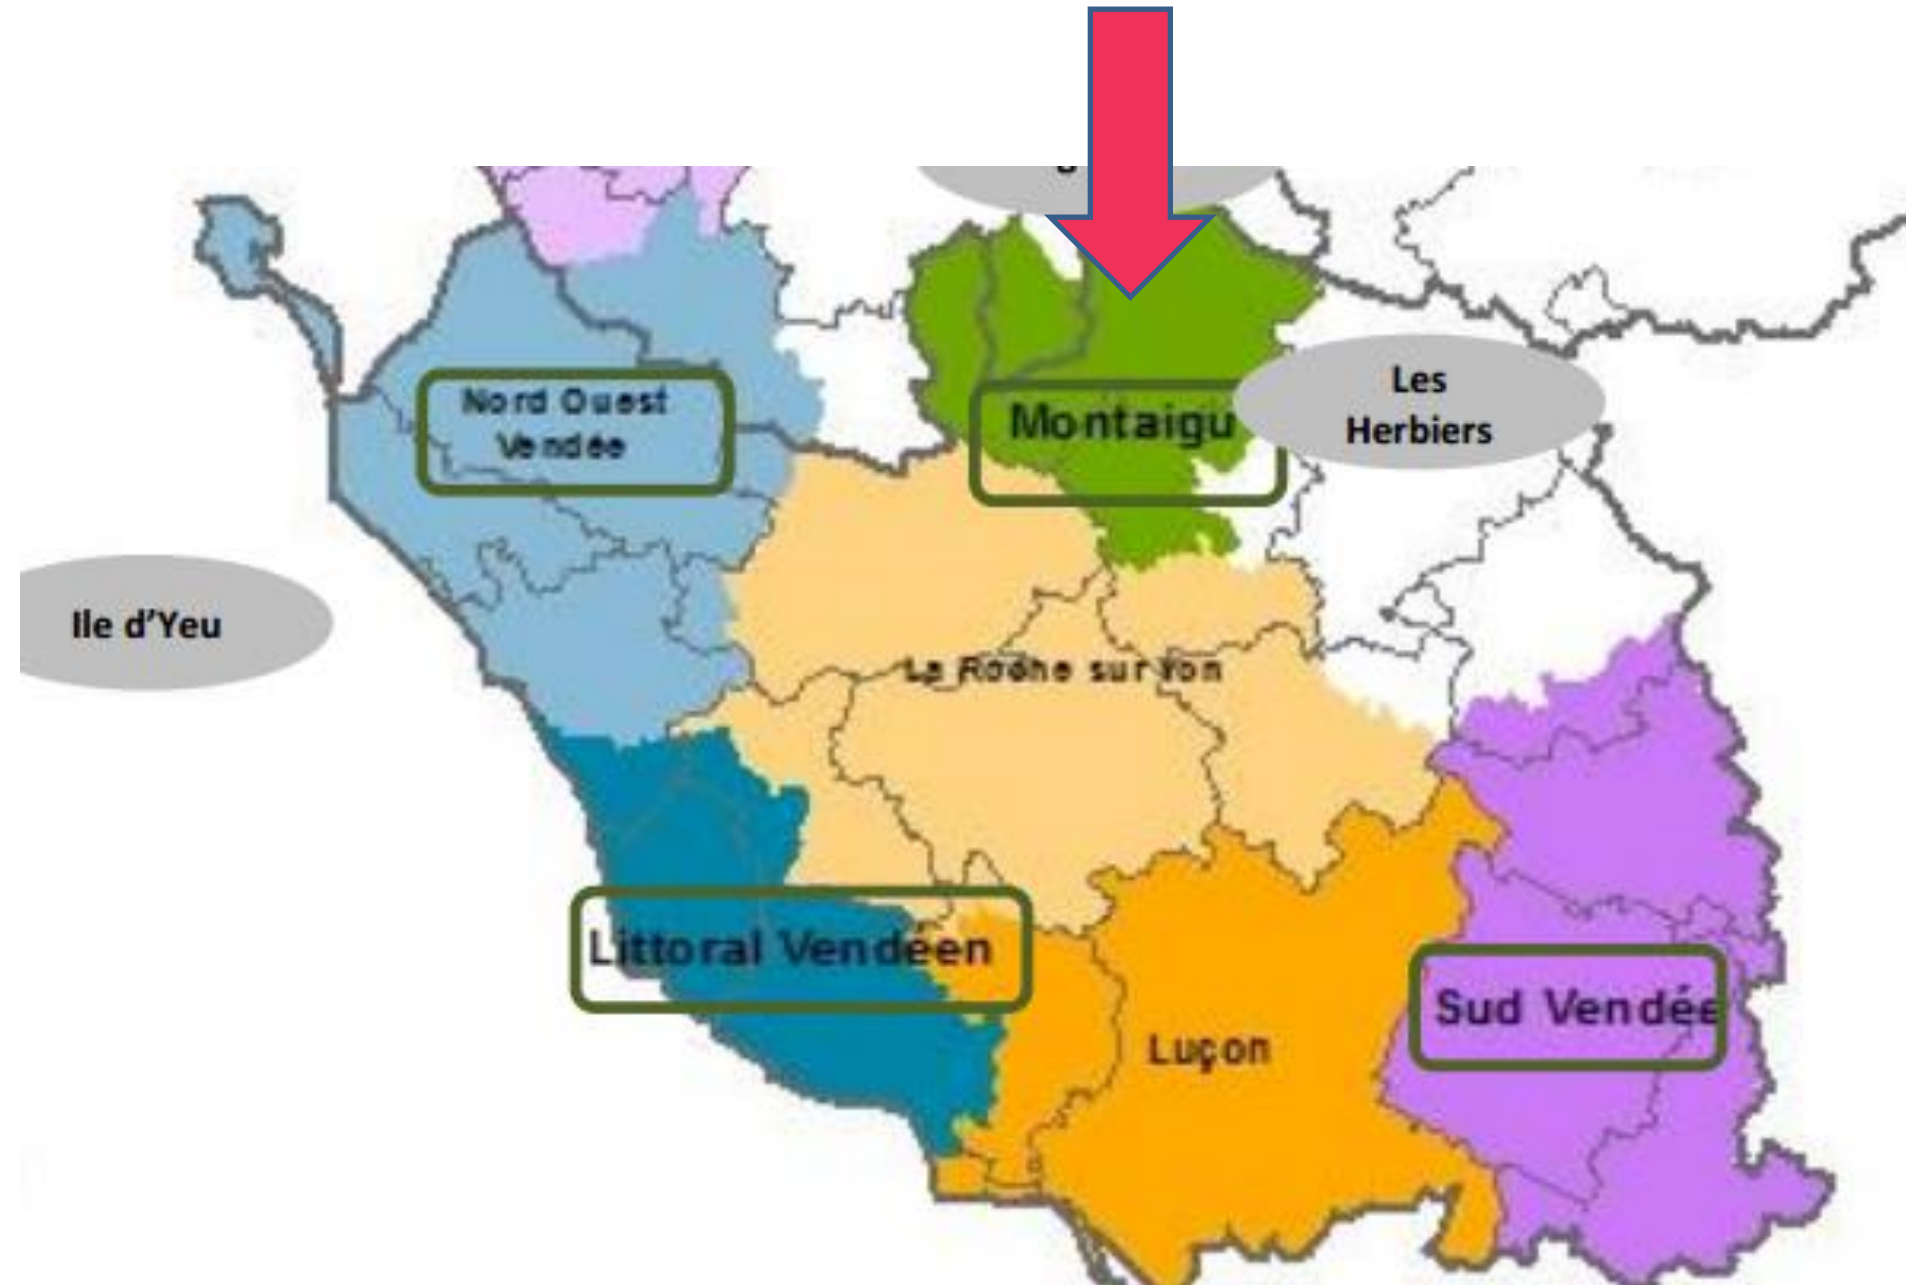 Les
Herbiers
Nord Ouest
Vendée
Montaigu
Ile d'Yeu
La Roche sur Yon
Littoral Vendéen
Sud Vendée
Luçon